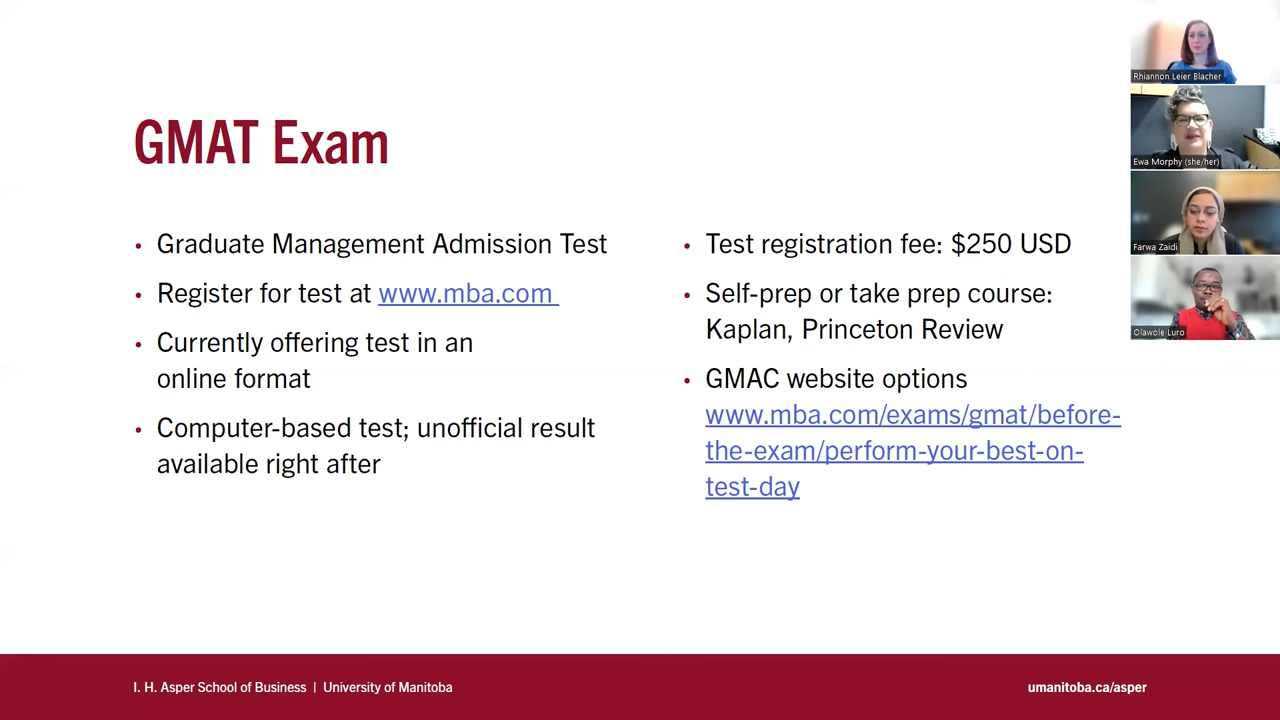 GMAT Exam
• Graduate Management Admission Test
• Register for test at www.mba.com
• Currently offering test in an
online format
• Computer-based test; unofficial result
available right after
• Test registration fee: $250 USD
• Self-prep or take prep course:
Kaplan, Princeton Review
• GMAC website options
www.mba.com/exams/gmat/before-
the-exam/perform-your-best-on-
test-day
Rhiannon Leier Blacher
Ewa Morphy (she/her)
Farwa Zaidi
Olawole Luro
I. H. Asper School of Business | University of Manitoba
umanitoba.ca/asper